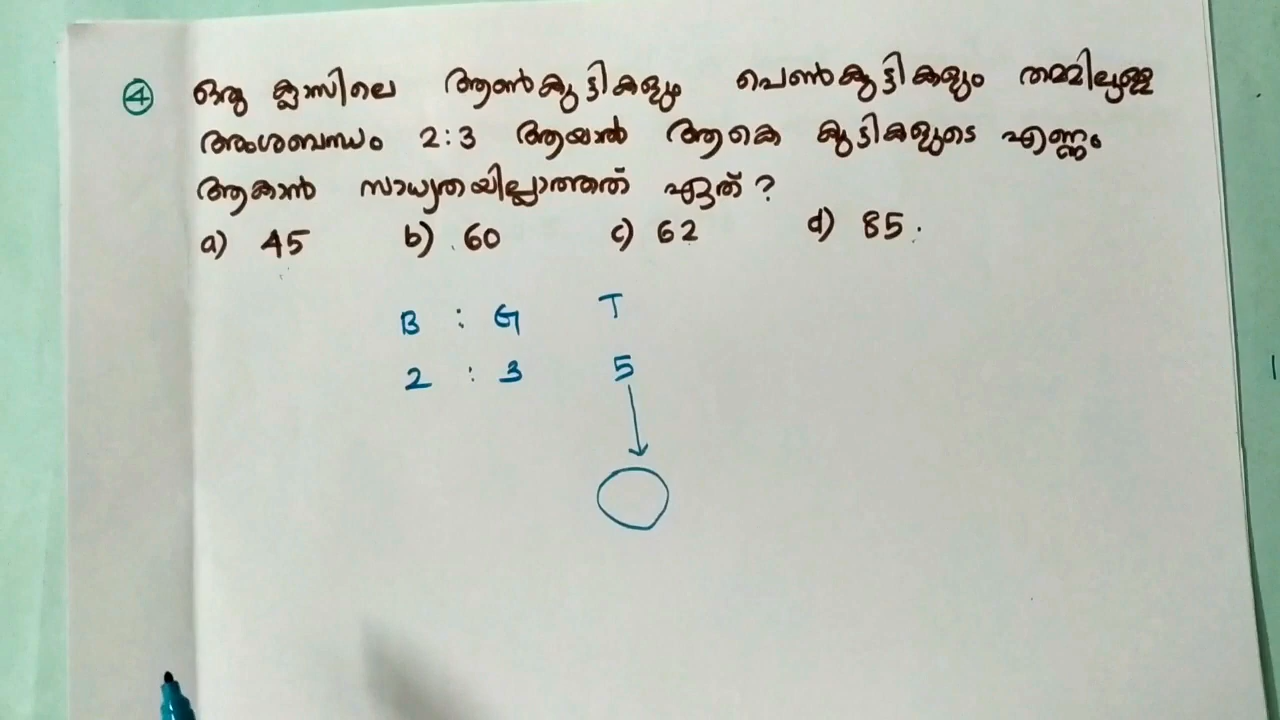 ④ ഒരു ക്ലാസിലെ ആൺകുട്ടികളും പെൺകുട്ടികളും തമ്മിലുള്ള
അംശബന്ധം 2:3 ആയാൽ ആകെ കുട്ടികളുടെ എണ്ണം
ആകാൻ സാധ്യതയില്ലാത്തത് ഏത് ?
a) 45 b) 60 c) 62 d) 85.
B : G T
2 : 3 5